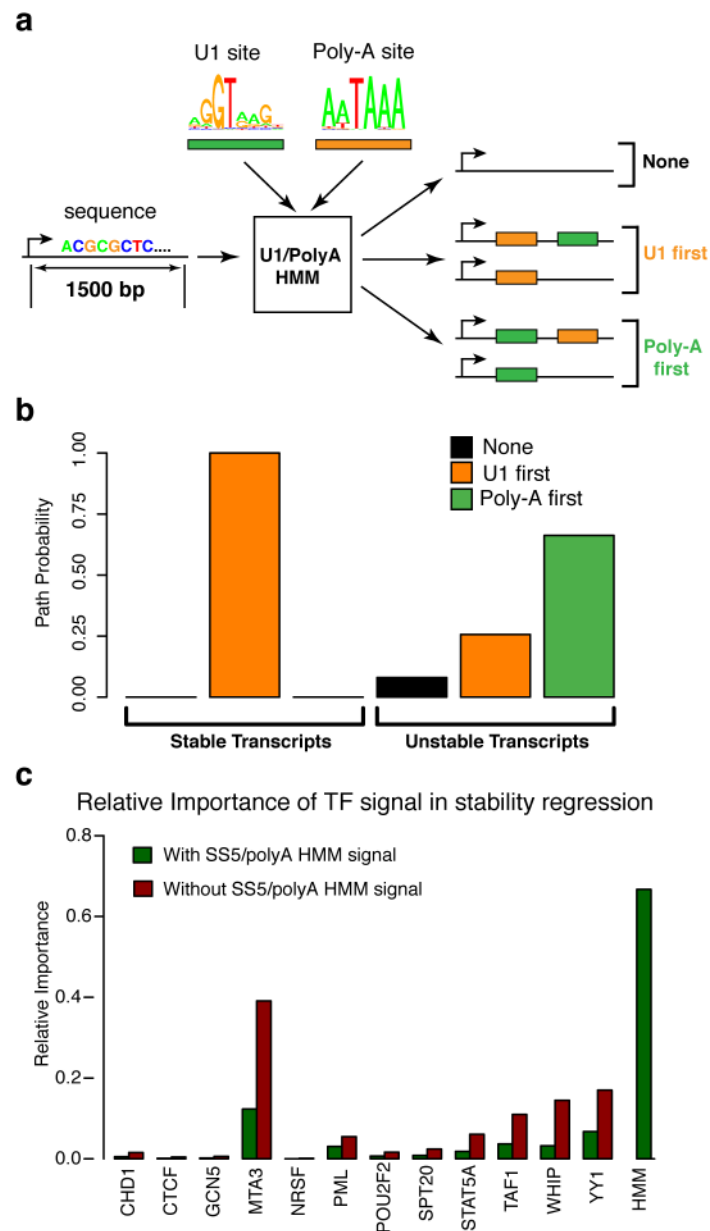 a
U1 site
Poly-A site
AGGTAAG
AATAAA
None
sequence
ACGCGCTC....
U1/PolyA
HMM
U1 first
1500 bp
Poly-A
first
b
Path Probability
1.00
0.75
0.50
0.25
0.00
None
U1 first
Poly-A first
Stable Transcripts
Unstable Transcripts
c
Relative Importance of TF signal in stability regression
Relative Importance
0.8
0.6
0.4
0.2
0.0
With SS5/polyA HMM signal
Without SS5/polyA HMM signal
CHD1
CTCF
GCN5
MTA3
NRSF
PML
POU2F2
SPT20
STAT5A
TAF1
WHIP
YY1
HMM